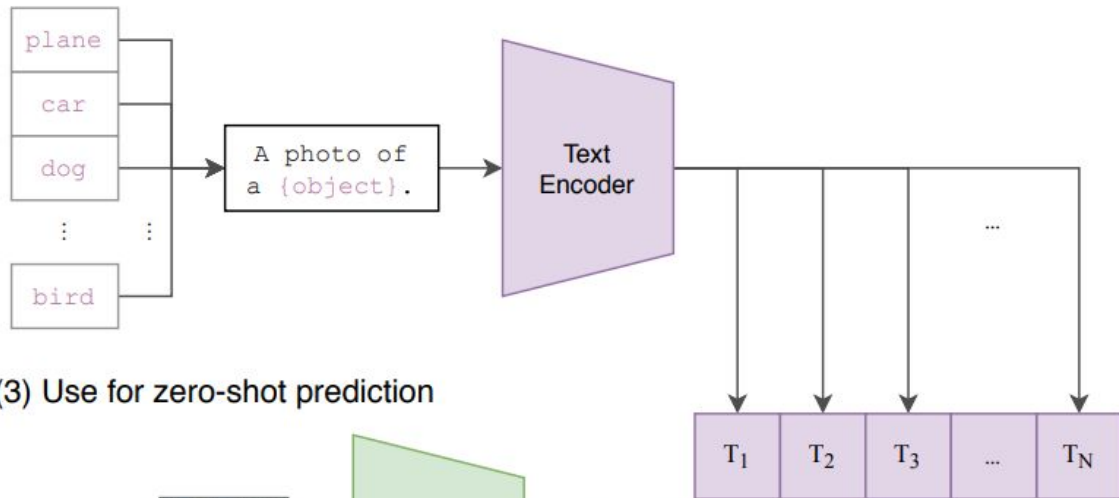 plane
car
dog
⋮ ⋮
bird
A photo of
a {object}.
Text
Encoder
...
(3) Use for zero-shot prediction
T1 T2 T3 ... TN